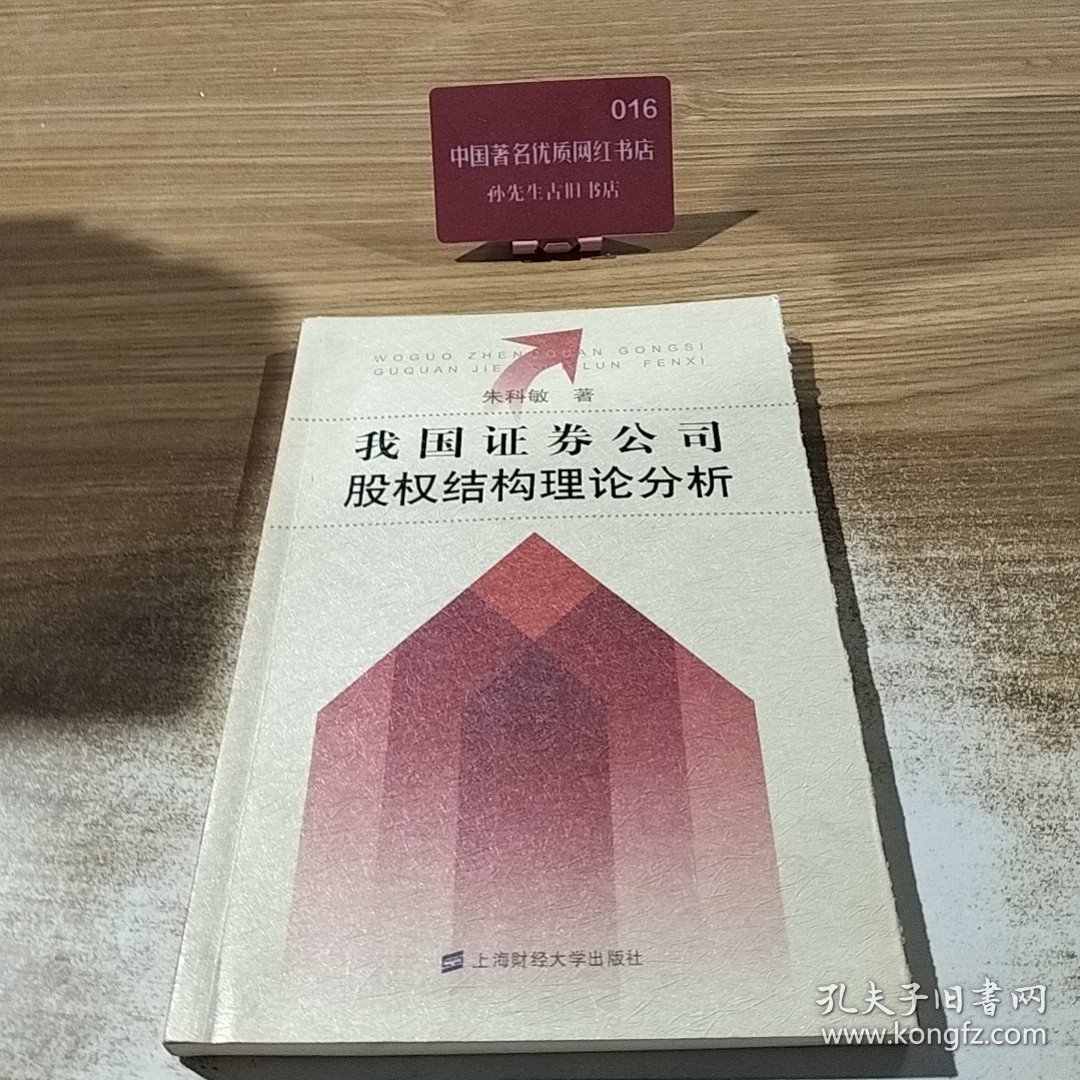 016
中国著名优质网红书店
孙先生古旧书店
WOGUO ZHENGQUAN GONGSI
GUQUAN JIE LUN FENXI
朱科敏 著
我国证券公司
股权结构理论分析
上海财经大学出版社
孔夫子旧书网
www.kongfz.com